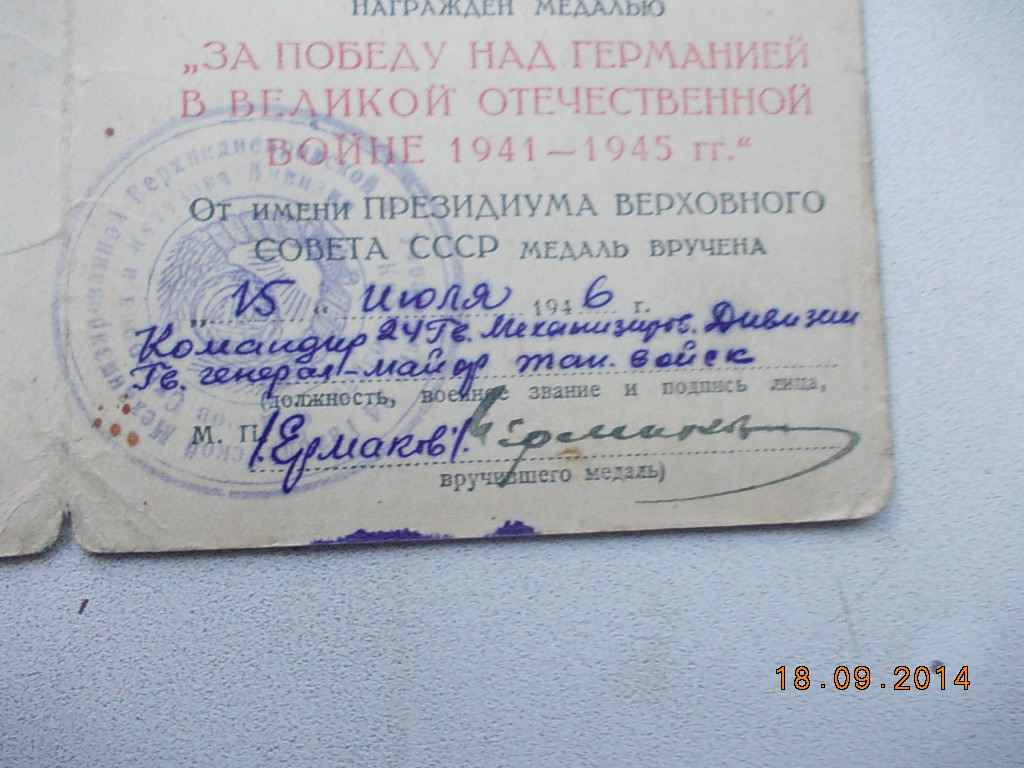 НАГРАЖДЕН МЕДАЛЬЮ
„ЗА ПОБЕДУ НАД ГЕРМАНИЕЙ
В ВЕЛИКОЙ ОТЕЧЕСТВЕННОЙ
ВОЙНЕ 1941—1945 гг.“
От имени ПРЕЗИДИУМА ВЕРХОВНОГО
СОВЕТА СССР МЕДАЛЬ ВРУЧЕНА
„15“ июля 1946 г.
Командир 24 Гв. Механизиров. Дивизии
Гв. генерал-майор тан. войск
(должность, военное звание и подпись лица,
М. П. /Ермаков/.
вручившего медаль)
18.09.2014